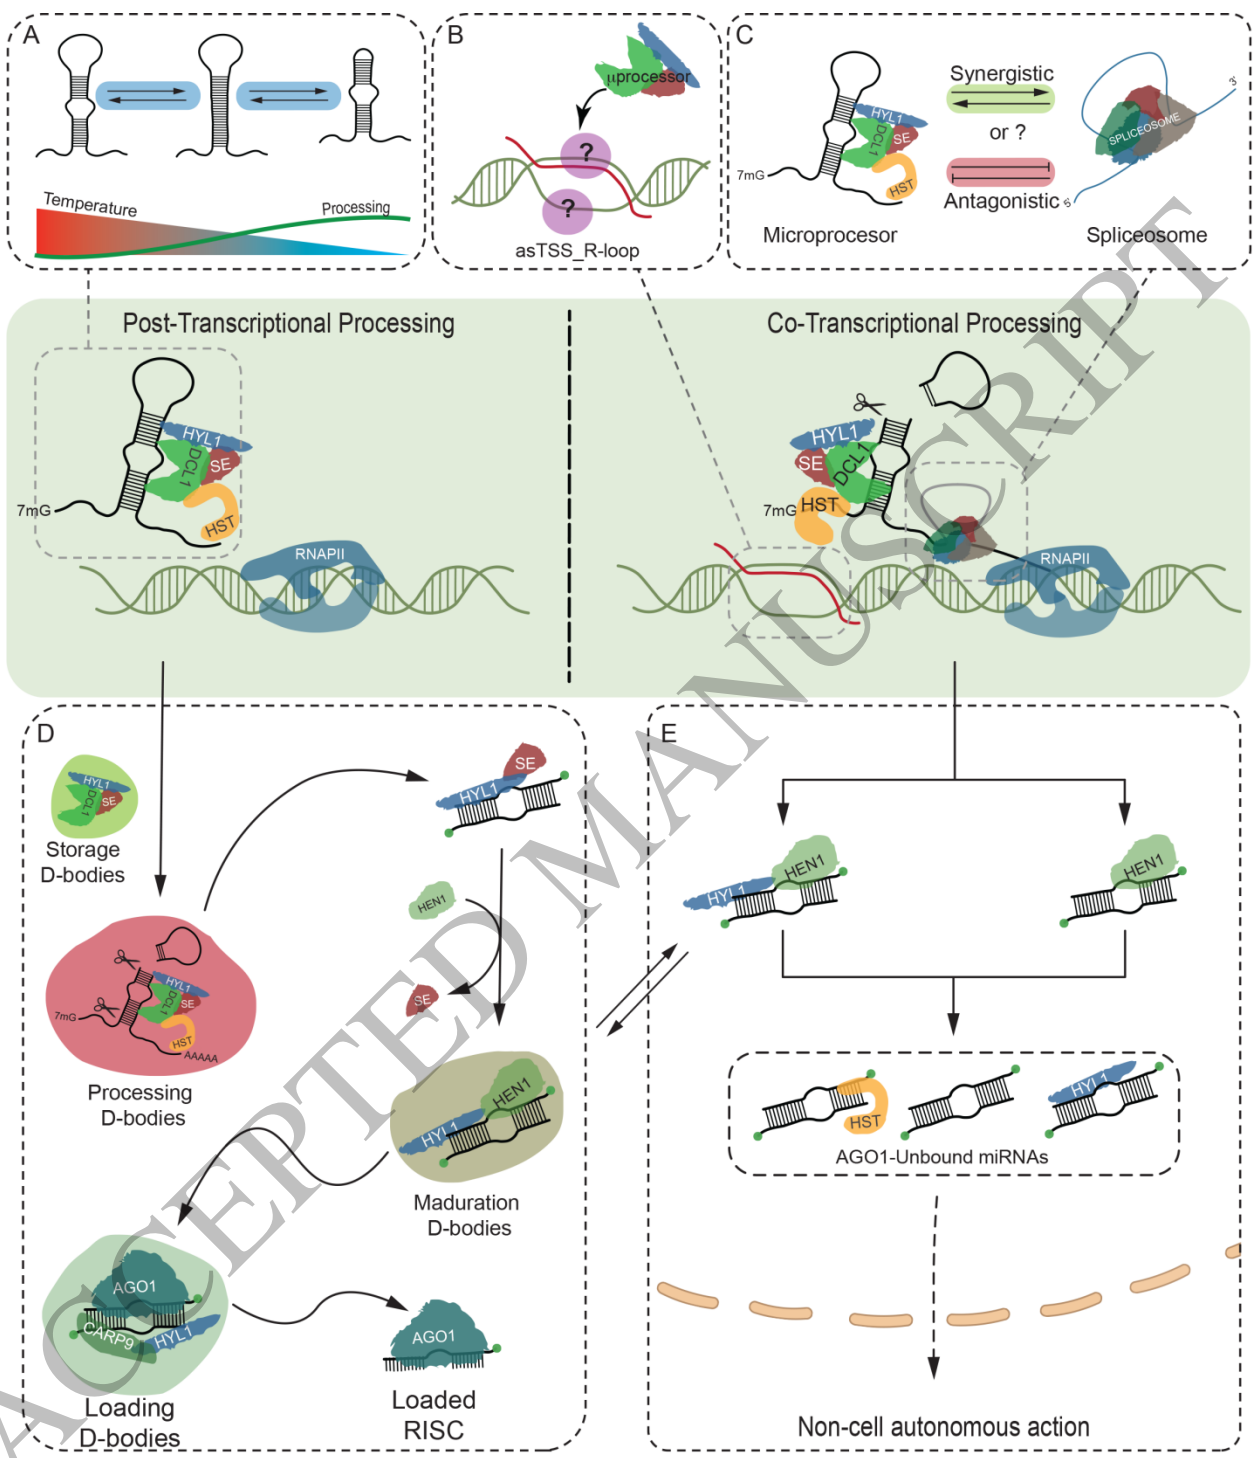 A
Temperature
Processing
B
μprocessor
?
?
asTSS_R-loop
C
7mG
HYL1
DCL1
SE
HST
Microprocesor
Synergistic
or ?
Antagonistic
3'
SPLICEOSOME
5'
Spliceosome
Post-Transcriptional Processing
HYL1
DCL1
SE
7mG
HST
RNAPII
Co-Transcriptional Processing
HYL1
SE
DCL1
7mG
HST
RNAPII
D
HYL1
DCL1
SE
Storage
D-bodies
SE
HYL1
HEN1
SE
HYL1
DCL1
SE
7mG
HST
AAAAA
Processing
D-bodies
HEN1
HYL1
Maduration
D-bodies
AGO1
CARP9
HYL1
Loading
D-bodies
AGO1
Loaded
RISC
E
HEN1
HYL1
HEN1
HST
HYL1
AGO1-Unbound miRNAs
Non-cell autonomous action
ACCEPTED MANUSCRIPT